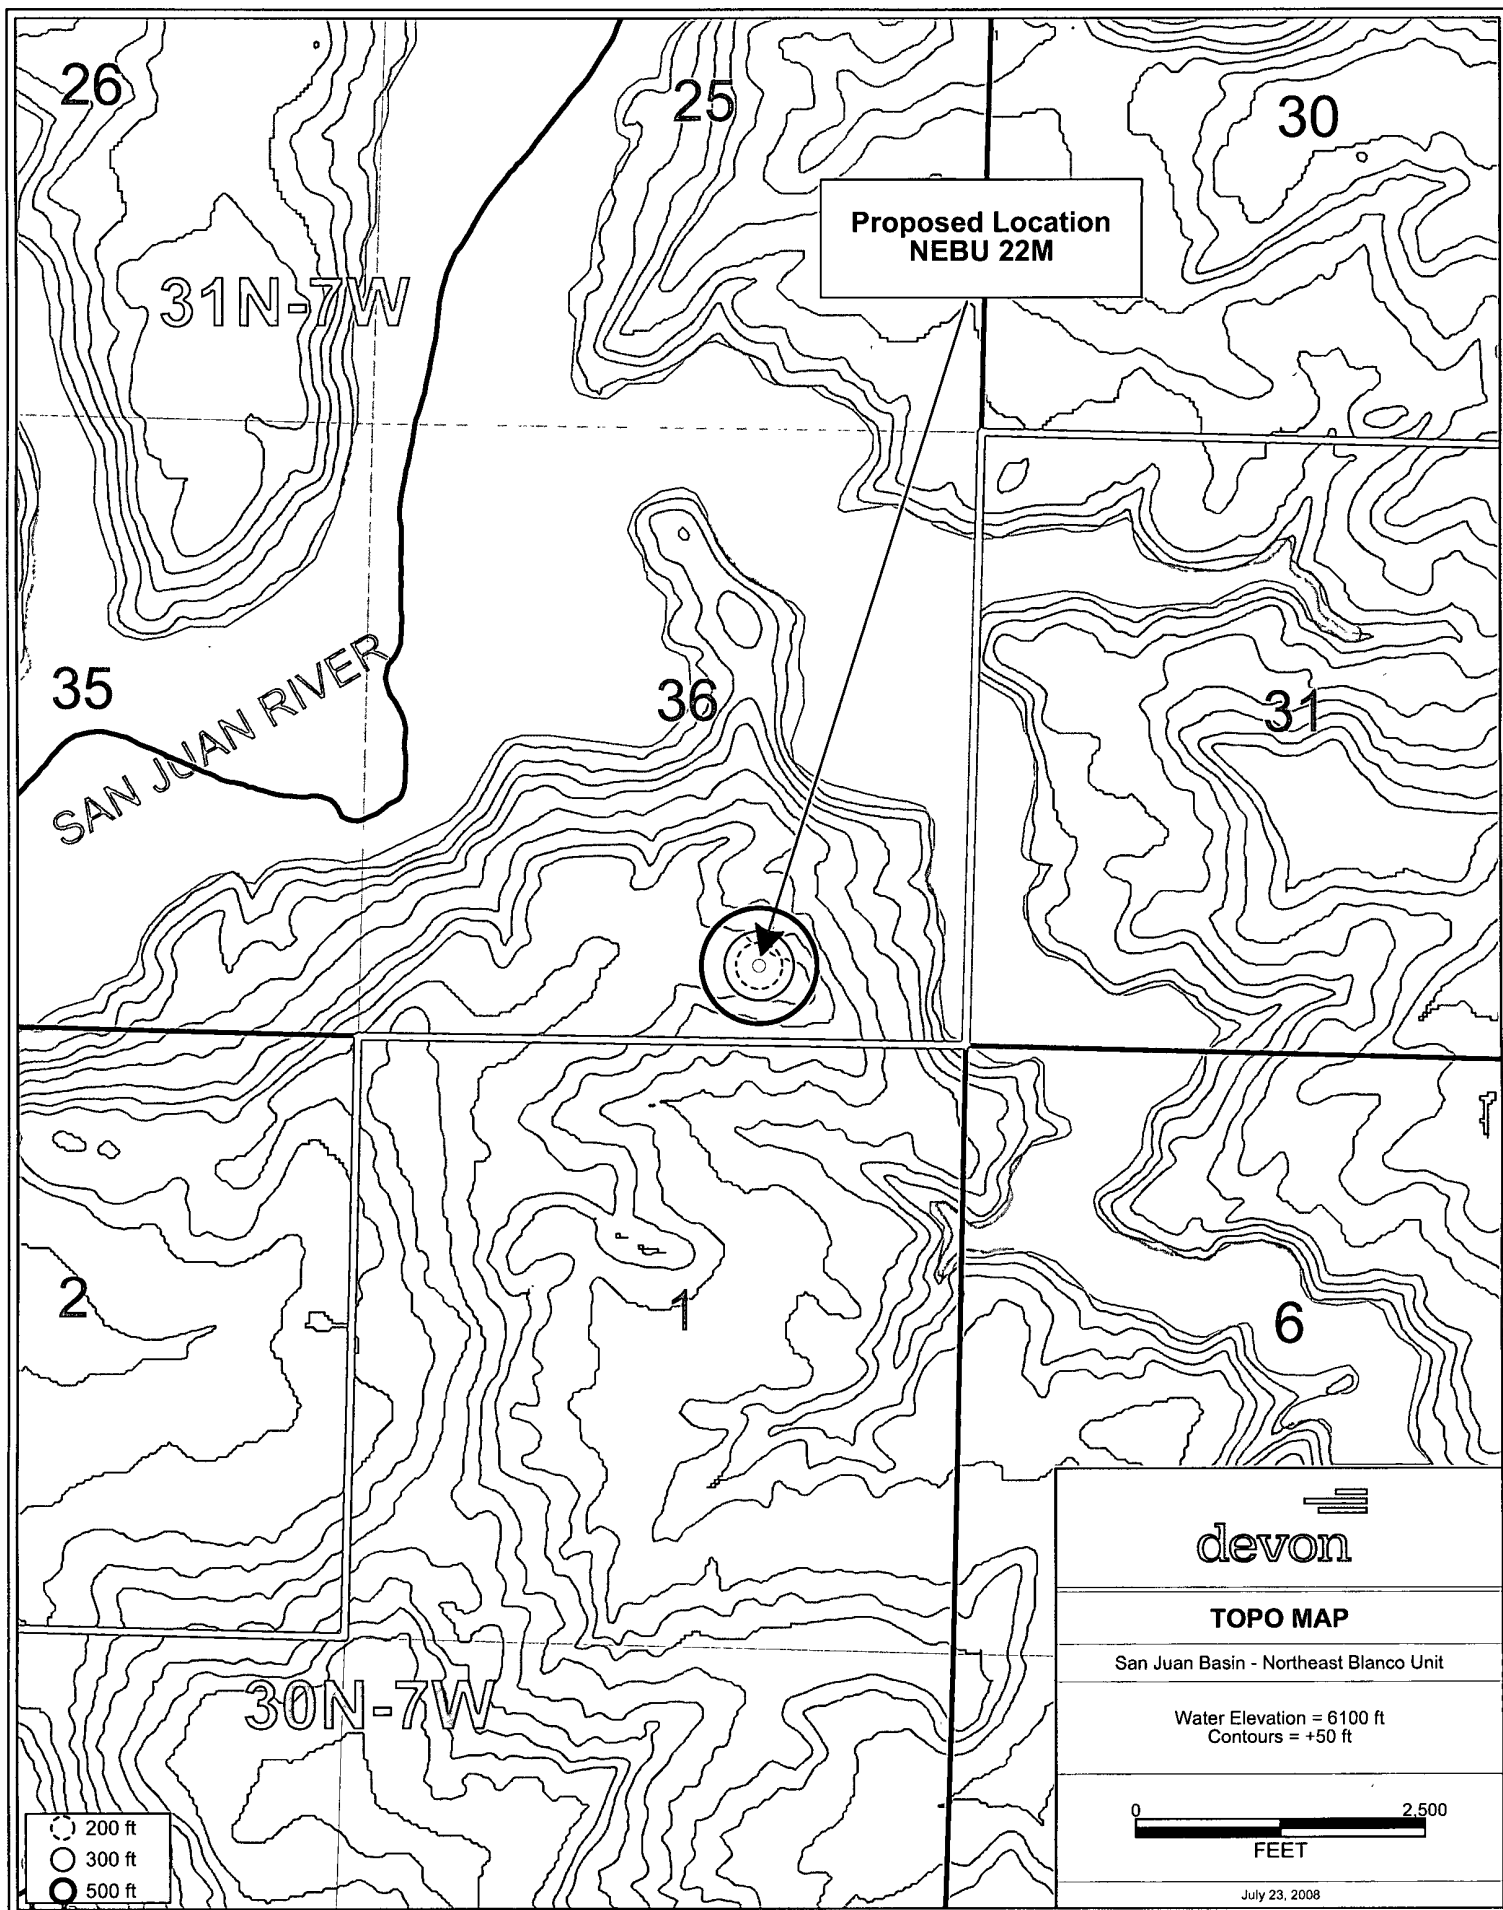 26
25
30
Proposed Location
NEBU 22M
31N-7W
35
SAN JUAN RIVER
36
31
2
1
6
30N-7W
200 ft
300 ft
500 ft
devon
TOPO MAP
San Juan Basin - Northeast Blanco Unit
Water Elevation = 6100 ft
Contours = +50 ft
0 2,500
FEET
July 23, 2008